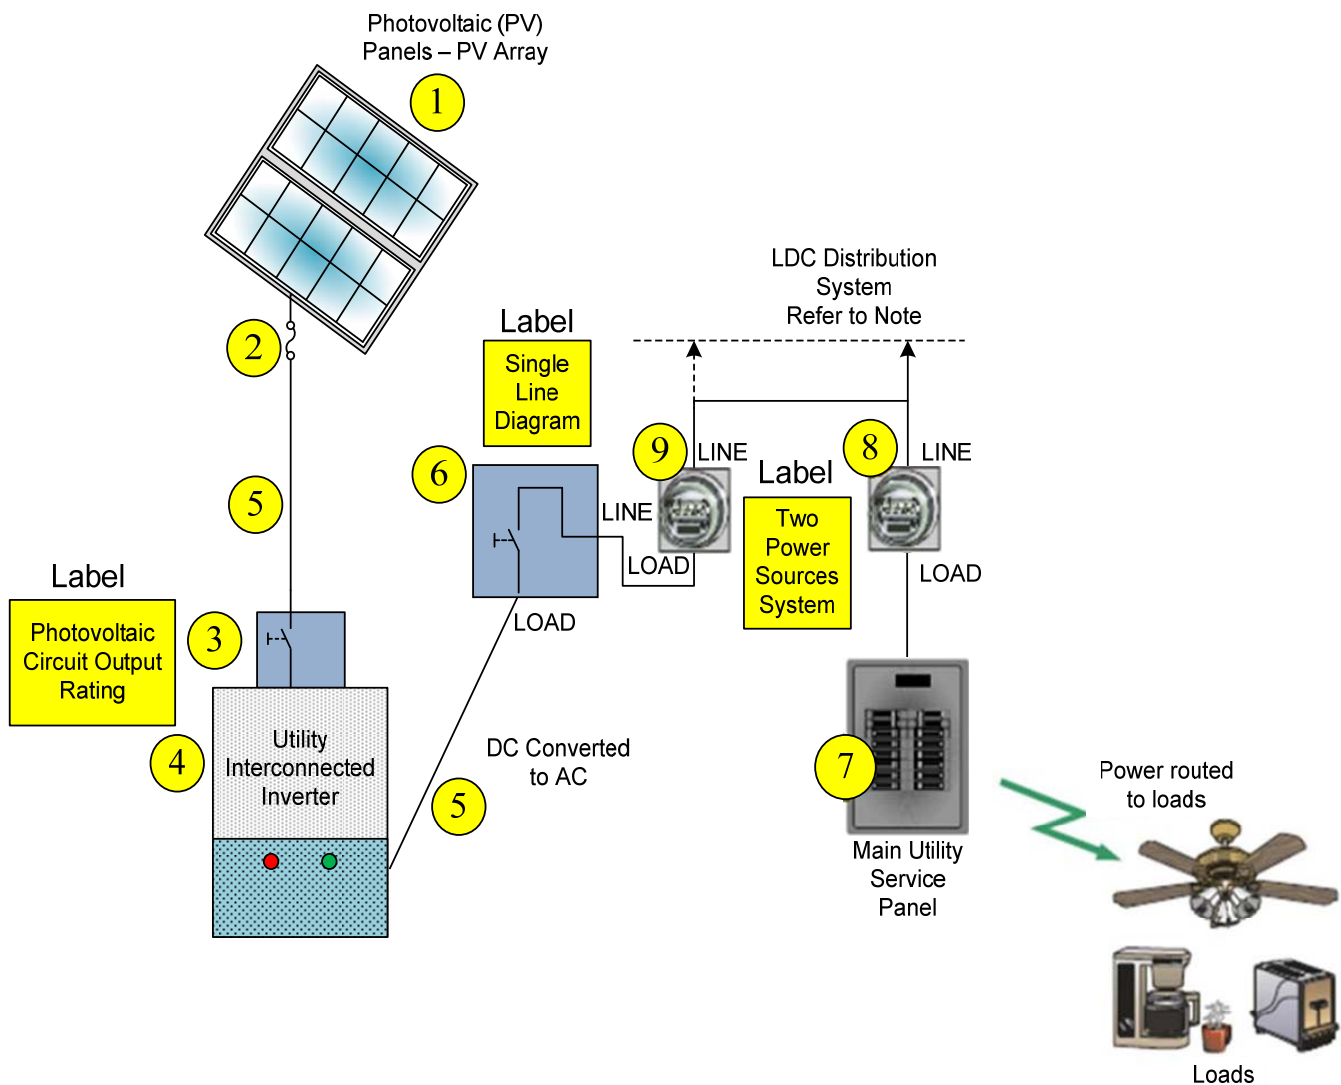 Photovoltaic (PV)
Panels – PV Array
1
2
5
Label
Photovoltaic
Circuit Output
Rating
3
4
Utility
Interconnected
Inverter
5
DC Converted
to AC
Label
Single
Line
Diagram
6
LINE
LOAD
LOAD
LDC Distribution
System
Refer to Note
9
LINE
Label
Two
Power
Sources
System
8
LINE
LOAD
7
Main Utility
Service
Panel
Power routed
to loads
Loads